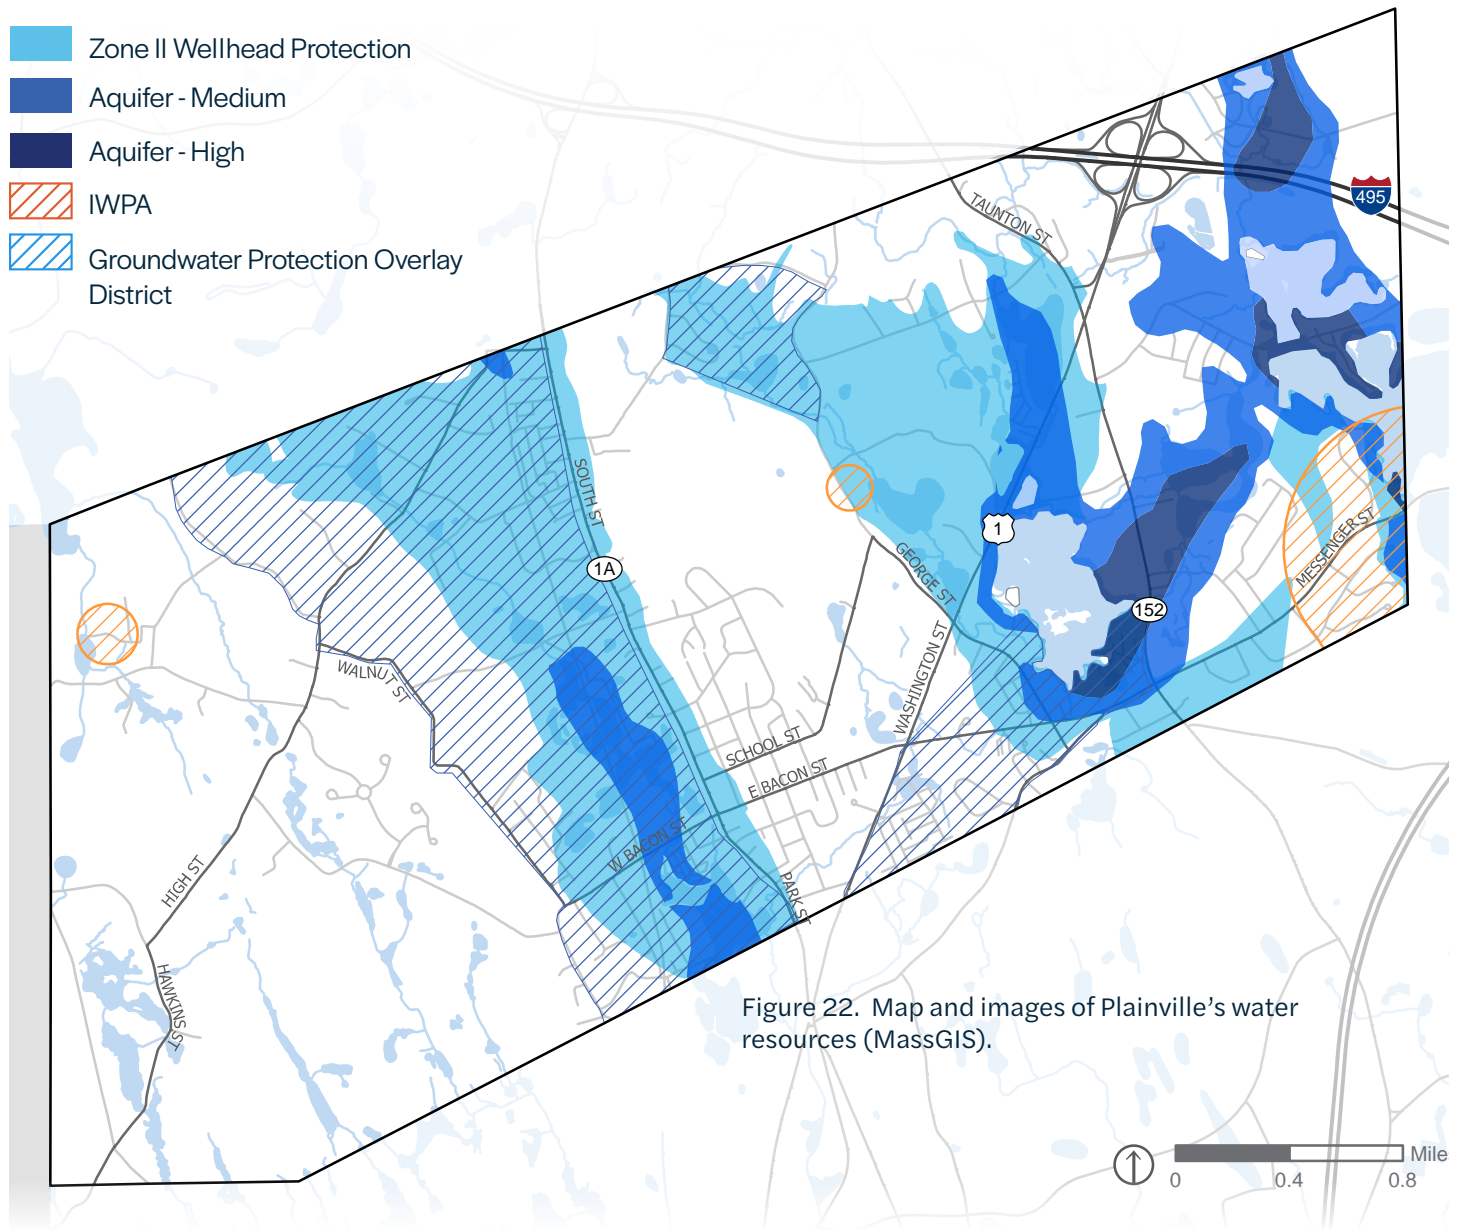 Zone II Wellhead Protection
Aquifer - Medium
Aquifer - High
IWPA
Groundwater Protection Overlay
District
495
TAUNTON ST
SOUTH ST
1
1A
GEORGE ST
MESSENGER ST
152
WALNUT ST
WASHINGTON ST
SCHOOL ST
E BACON ST
W BACON ST
HIGH ST
PARK ST
HAWKINS ST
Figure 22. Map and images of Plainville's water
resources (MassGIS).
Mile
0 0.4 0.8